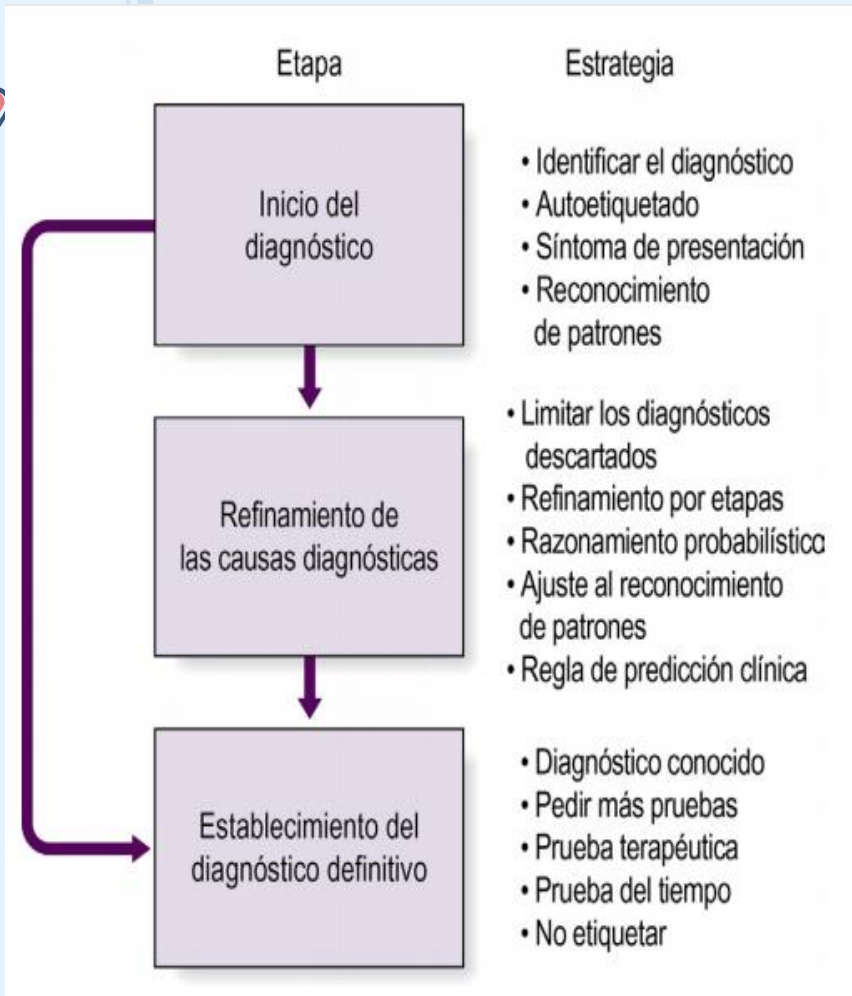 Etapa
Estrategia
Inicio del
diagnóstico
• Identificar el diagnóstico
• Autoetiquetado
• Síntoma de presentación
• Reconocimiento
de patrones
Refinamiento de
las causas diagnósticas
• Limitar los diagnósticos
descartados
• Refinamiento por etapas
• Razonamiento probabilístico
• Ajuste al reconocimiento
de patrones
• Regla de predicción clínica
Establecimiento del
diagnóstico definitivo
• Diagnóstico conocido
• Pedir más pruebas
• Prueba terapéutica
• Prueba del tiempo
• No etiquetar